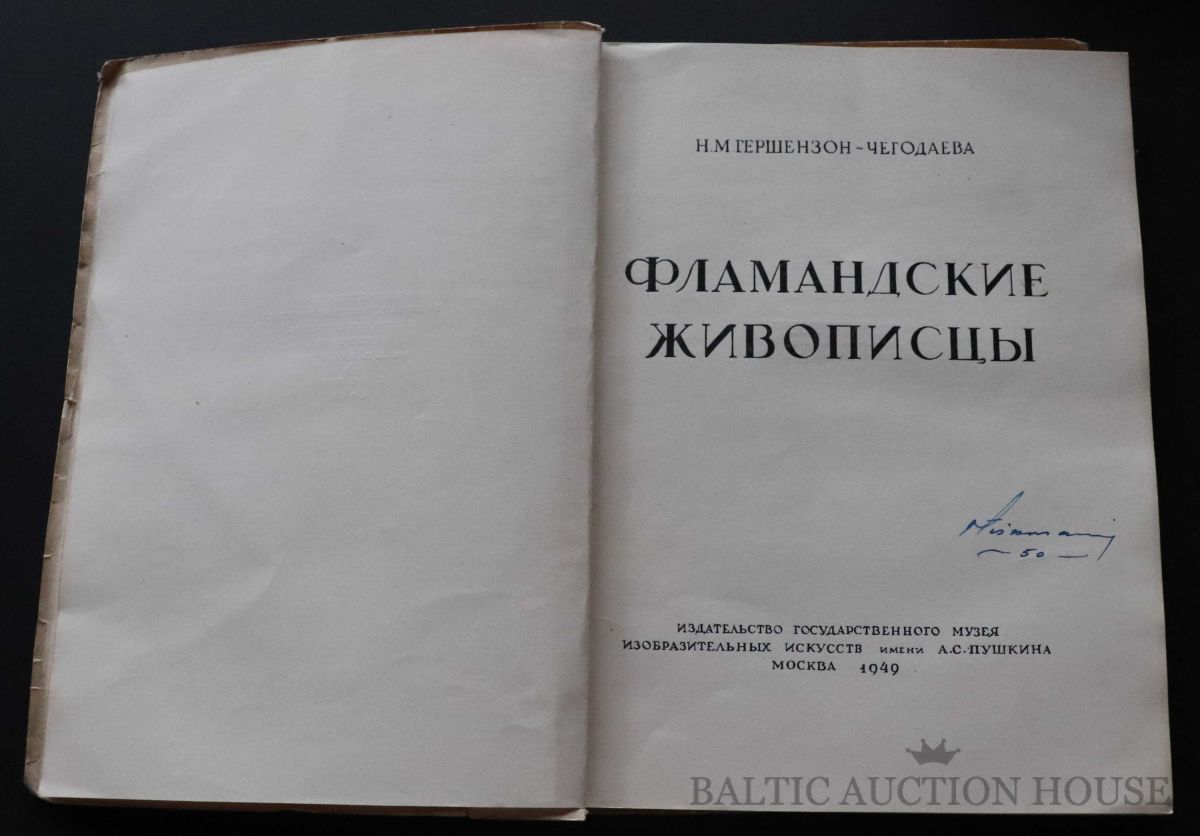 Н.М ГЕРШЕНЗОН-ЧЕГОДАЕВА
ФЛАМАНДСКИЕ
ЖИВОПИСЦЫ
- 50 -
ИЗДАТЕЛЬСТВО ГОСУДАРСТВЕННОГО МУЗЕЯ
ИЗОБРАЗИТЕЛЬНЫХ ИСКУССТВ ИМЕНИ А.С.ПУШКИНА
МОСКВА 1949
BALTIC AUCTION HOUSE